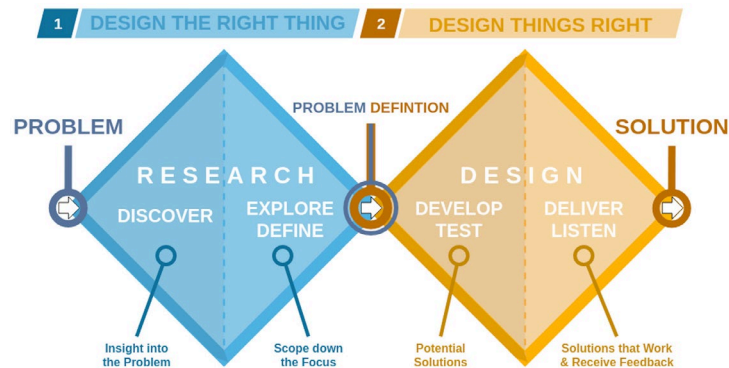 1 DESIGN THE RIGHT THING
2 DESIGN THINGS RIGHT
PROBLEM
PROBLEM DEFINTION
SOLUTION
RESEARCH
DISCOVER
EXPLORE
DEFINE
DESIGN
DEVELOP
TEST
DELIVER
LISTEN
Insight into
the Problem
Scope down
the Focus
Potential
Solutions
Solutions that Work
& Receive Feedback